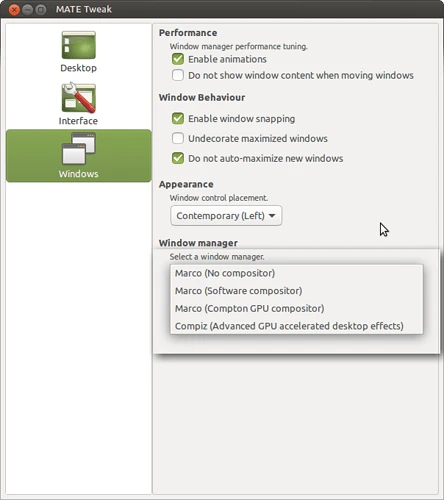 MATE Tweak
Desktop
Interface
Windows
Performance
Window manager performance tuning.
Enable animations
Do not show window content when moving windows
Window Behaviour
Enable window snapping
Undecorate maximized windows
Do not auto-maximize new windows
Appearance
Window control placement.
Contemporary (Left)
Window manager
Select a window manager.
Marco (No compositor)
Marco (Software compositor)
Marco (Compton GPU compositor)
Compiz (Advanced GPU accelerated desktop effects)